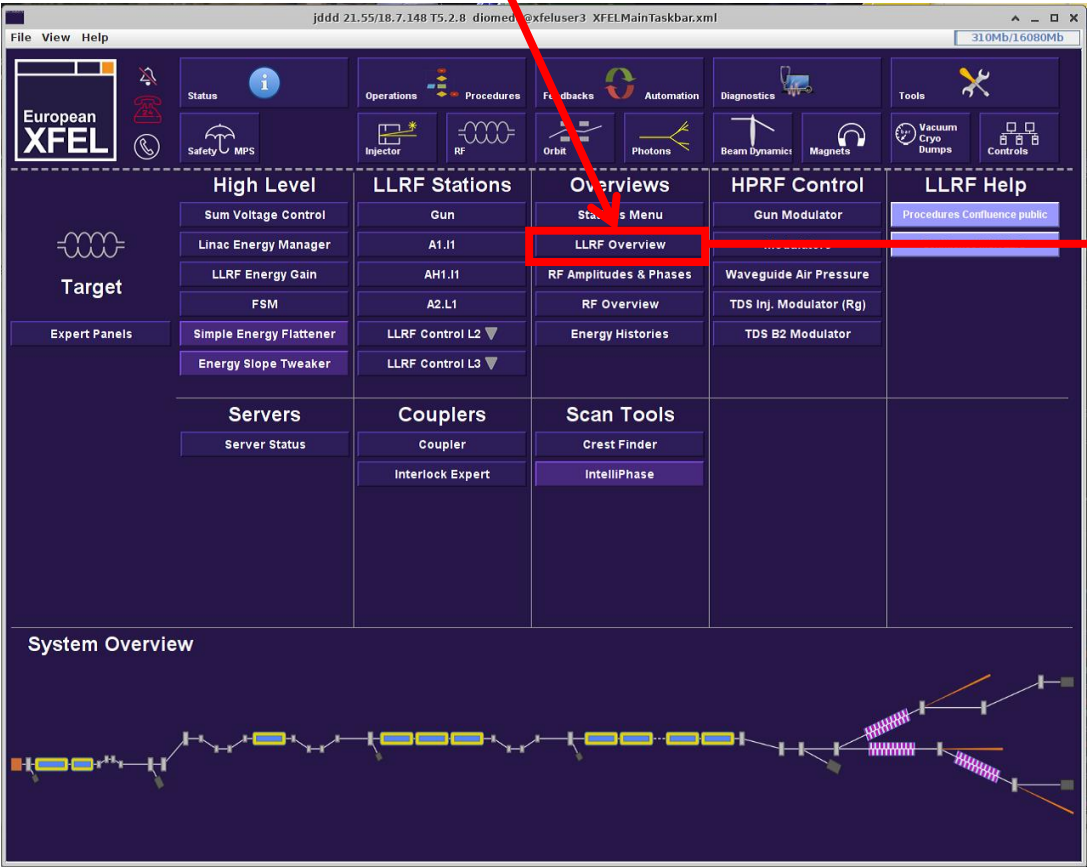 jddd 21.55/18.7.148 T5.2.8 diomede@xfeluser3 XFELMainTaskbar.xml
File View Help
310Mb/16080Mb
European
XFEL
Status
Operations Procedures
Feedbacks Automation
Diagnostics
Tools
Safety MPS
Injector
RF
Orbit
Photons
Beam Dynamics
Magnets
Vacuum
Cryo
Dumps
Controls
Target
Expert Panels
High Level
Sum Voltage Control
Linac Energy Manager
LLRF Energy Gain
FSM
Simple Energy Flattener
Energy Slope Tweaker
LLRF Stations
Gun
A1.I1
AH1.I1
A2.L1
LLRF Control L2
LLRF Control L3
Overviews
Menu
LLRF Overview
RF Amplitudes & Phases
RF Overview
Energy Histories
HPRF Control
Gun Modulator
Modulators
Waveguide Air Pressure
TDS Inj. Modulator (Rg)
TDS B2 Modulator
LLRF Help
Procedures Confluence public
Servers
Server Status
Couplers
Coupler
Interlock Expert
Scan Tools
Crest Finder
IntelliPhase
System Overview